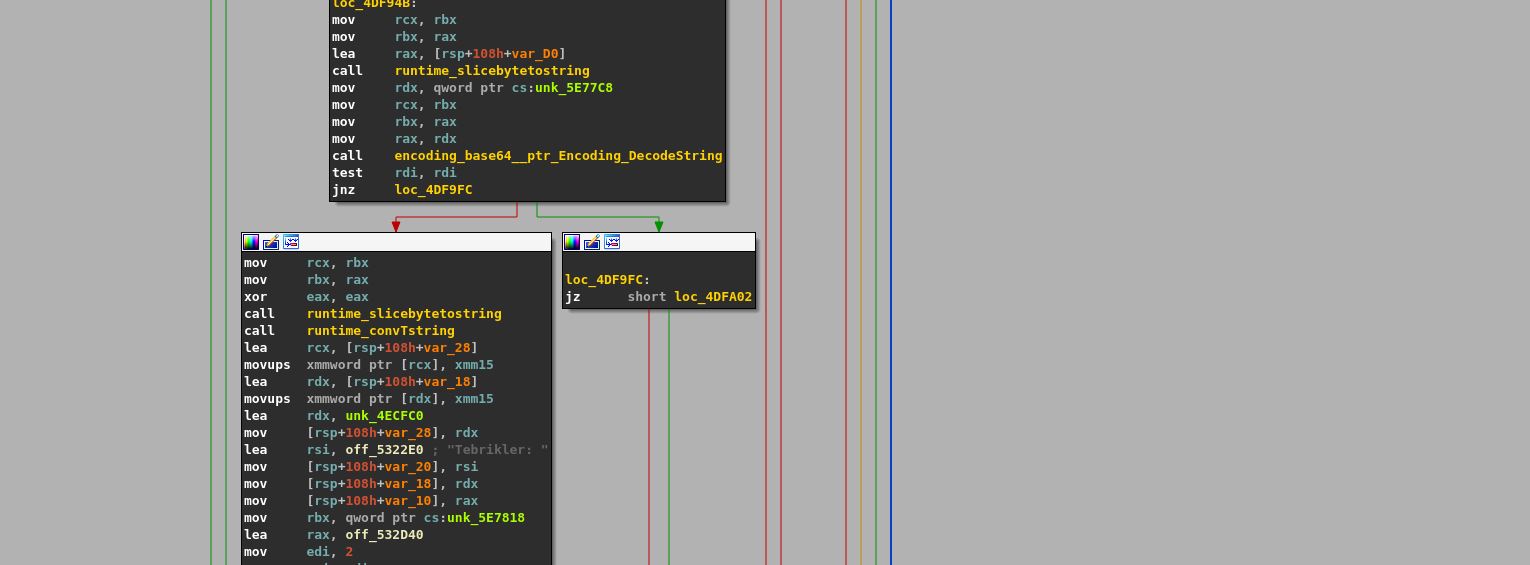 loc_4DF94B:
mov rcx, rbx
mov rbx, rax
lea rax, [rsp+108h+var_D0]
call runtime_slicebytetostring
mov rdx, qword ptr cs:unk_5E77C8
mov rcx, rbx
mov rbx, rax
mov rax, rdx
call encoding_base64__ptr_Encoding_DecodeString
test rdi, rdi
jnz loc_4DF9FC
mov rcx, rbx
mov rbx, rax
xor eax, eax
call runtime_slicebytetostring
call runtime_convTstring
lea rcx, [rsp+108h+var_28]
movups xmmword ptr [rcx], xmm15
lea rdx, [rsp+108h+var_18]
movups xmmword ptr [rdx], xmm15
lea rdx, unk_4ECFC0
mov [rsp+108h+var_28], rdx
lea rsi, off_5322E0 ; "Tebrikler: "
mov [rsp+108h+var_20], rsi
mov [rsp+108h+var_18], rdx
mov [rsp+108h+var_10], rax
mov rbx, qword ptr cs:unk_5E7818
lea rax, off_532D40
mov edi, 2
loc_4DF9FC:
jz short loc_4DFA02